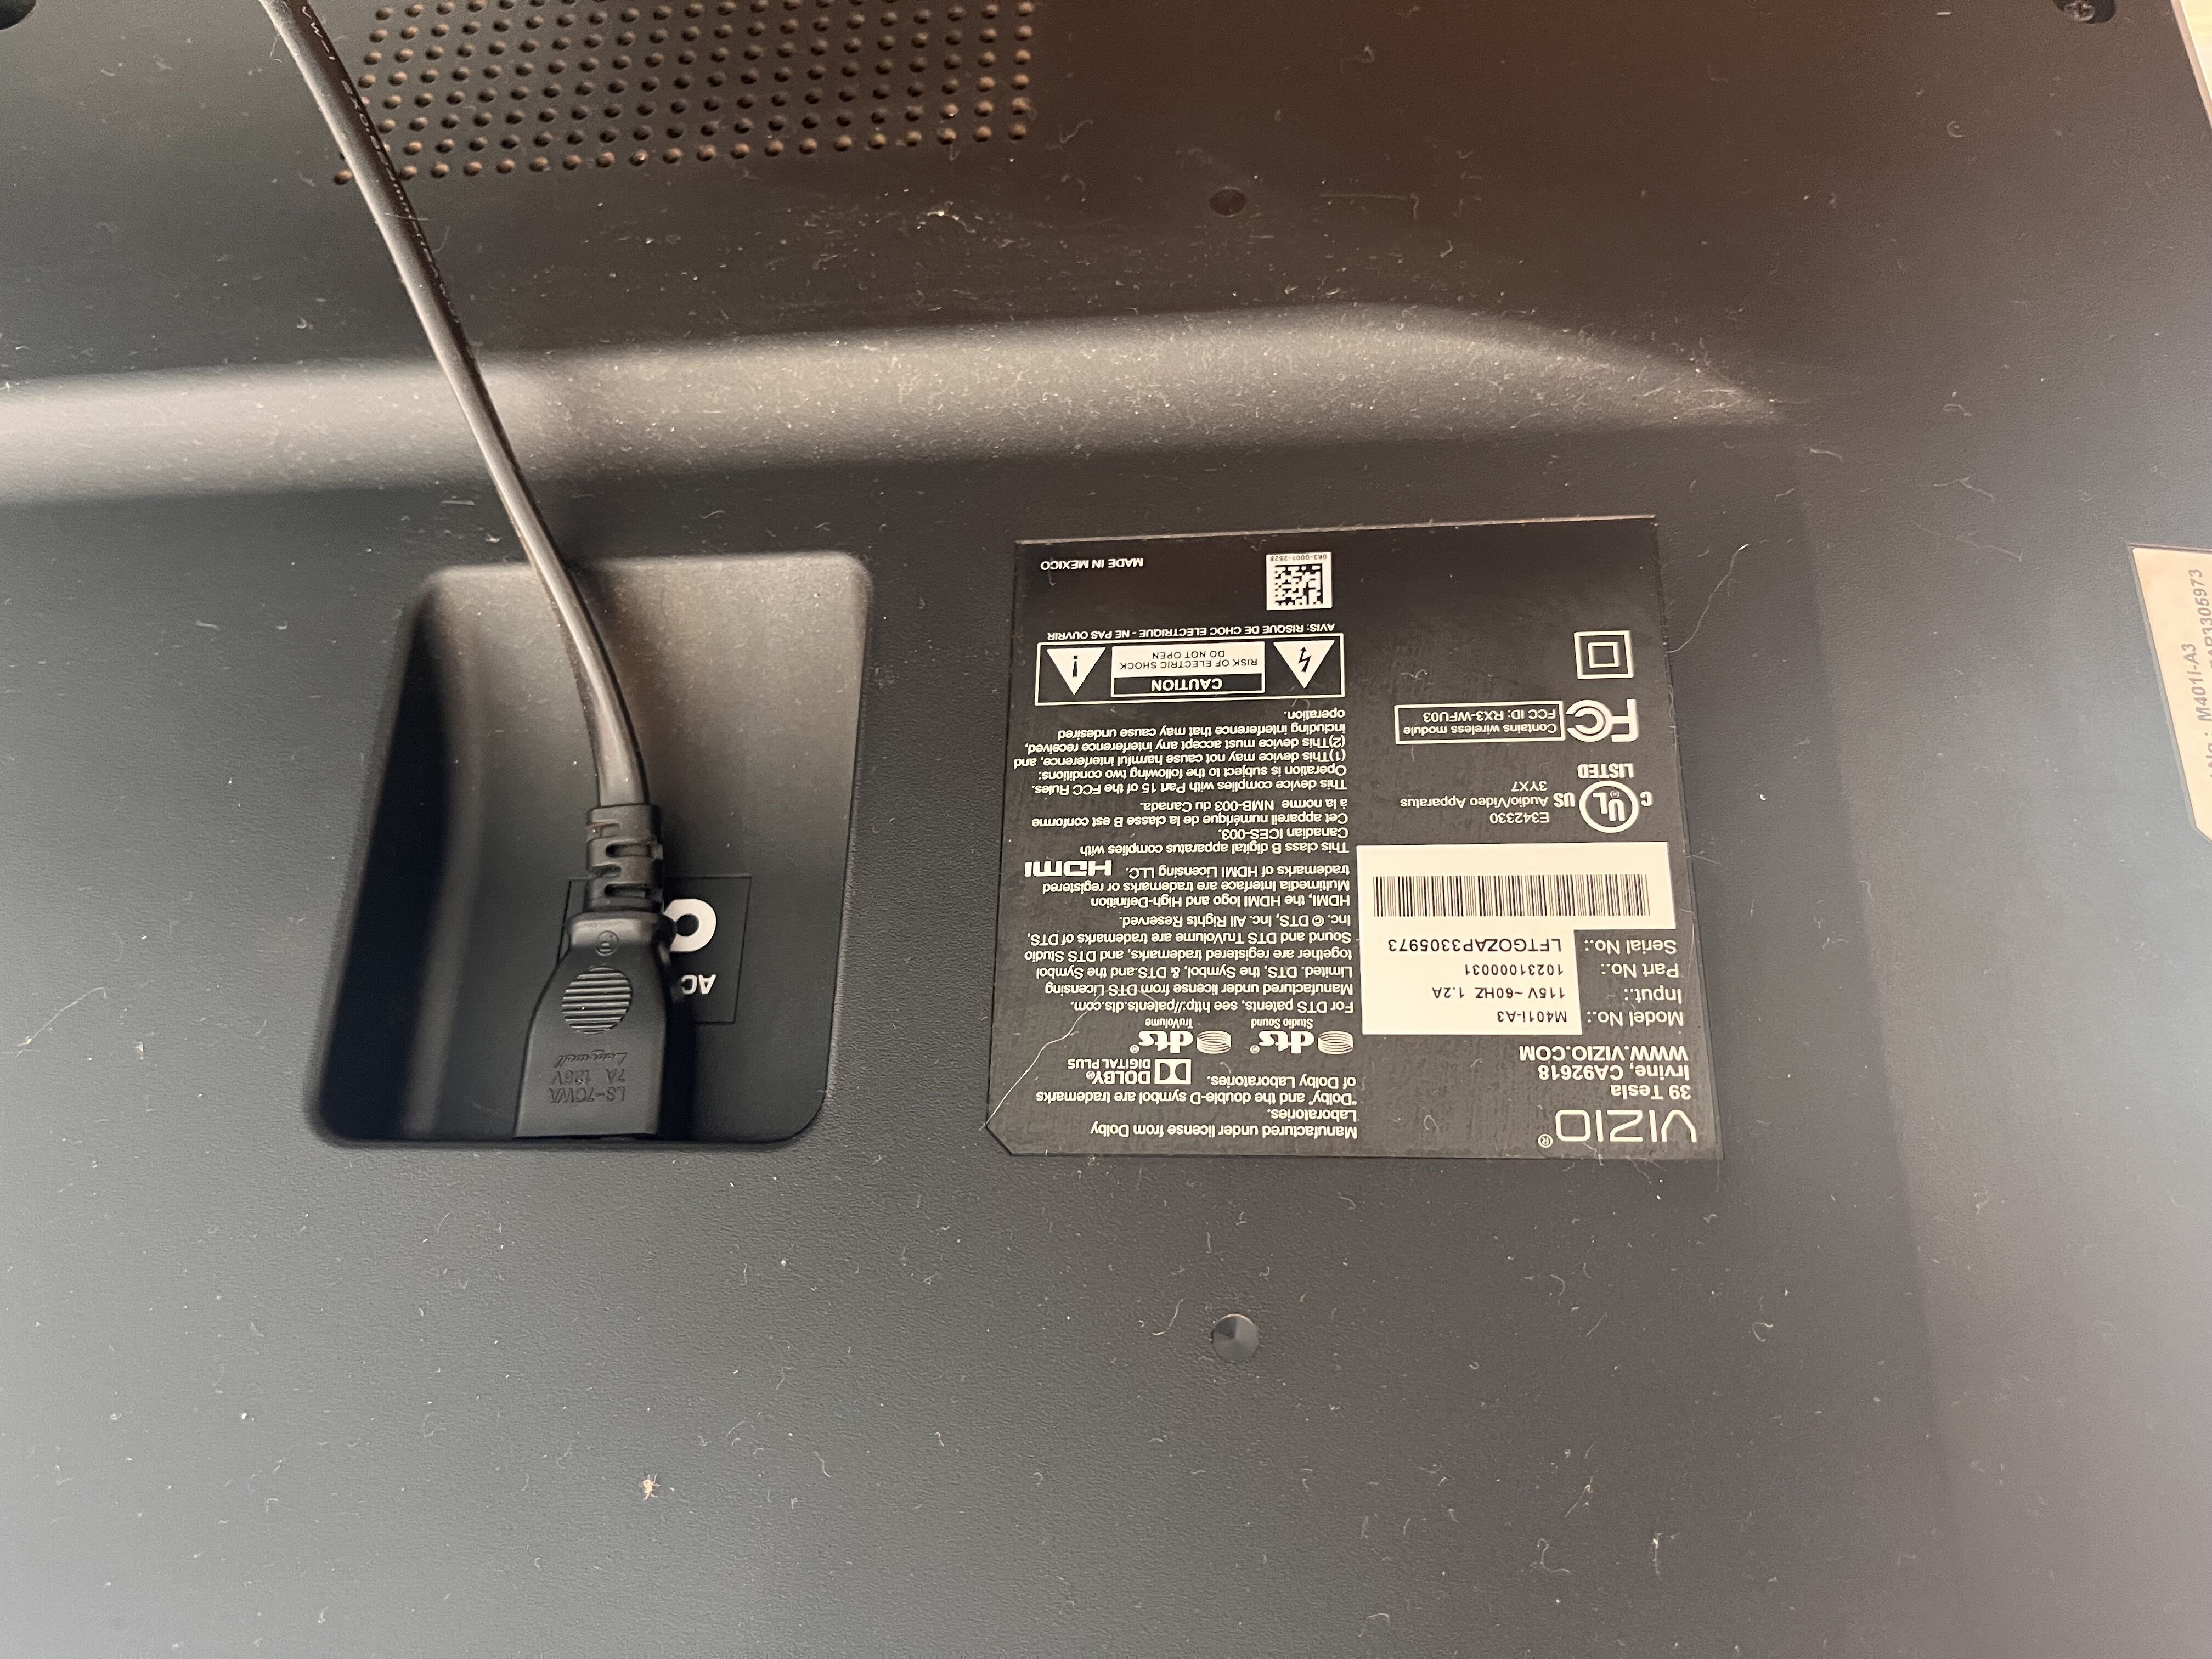 VIZIO®
39 Tesla
Irvine, CA92618
WWW.VIZIO.COM
Model No.: M401i-A3
Input.: 115V ~60HZ 1.2A
Part No.: 10231000031
Serial No.: LFTGOZAP3305973
C UL US
LISTED
E342330
Audio/Video Apparatus
3YX7
FC
Contains wireless module
FCC ID: RX3-WFU03
Manufactured under license from Dolby
Laboratories.
"Dolby" and the double-D symbol are trademarks
of Dolby Laboratories.
DOLBY®
DIGITAL PLUS
dts® dts®
Studio Sound TruVolume
For DTS patents, see http://patents.dts.com.
Manufactured under license from DTS Licensing
Limited. DTS, the Symbol, & DTS.and the Symbol
together are registered trademarks, and DTS Studio
Sound and DTS TruVolume are trademarks of DTS,
Inc. © DTS, Inc. All Rights Reserved.
HDMI, the HDMI logo and High-Definition
Multimedia Interface are trademarks or registered
trademarks of HDMI Licensing LLC. HDMI
This class B digital apparatus complies with
Canadian ICES-003.
Cet appareil numérique de la classe B est conforme
à la norme NMB-003 du Canada.
This device complies with Part 15 of the FCC Rules.
Operation is subject to the following two conditions:
(1)This device may not cause harmful interference, and
(2)This device must accept any interference received,
including interference that may cause undesired
operation.
CAUTION
RISK OF ELECTRIC SHOCK
DO NOT OPEN
AVIS: RISQUE DE CHOC ELECTRIQUE - NE PAS OUVRIR
083-0001-2528
MADE IN MEXICO
LS-7CWA
7A 125V
Longwell
AC
M401i-A3
3305973